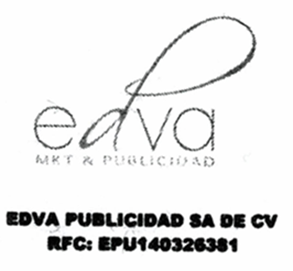 edva
MKT & PUBLICIDAD
EDVA PUBLICIDAD SA DE CV
RFC: EPU140326381